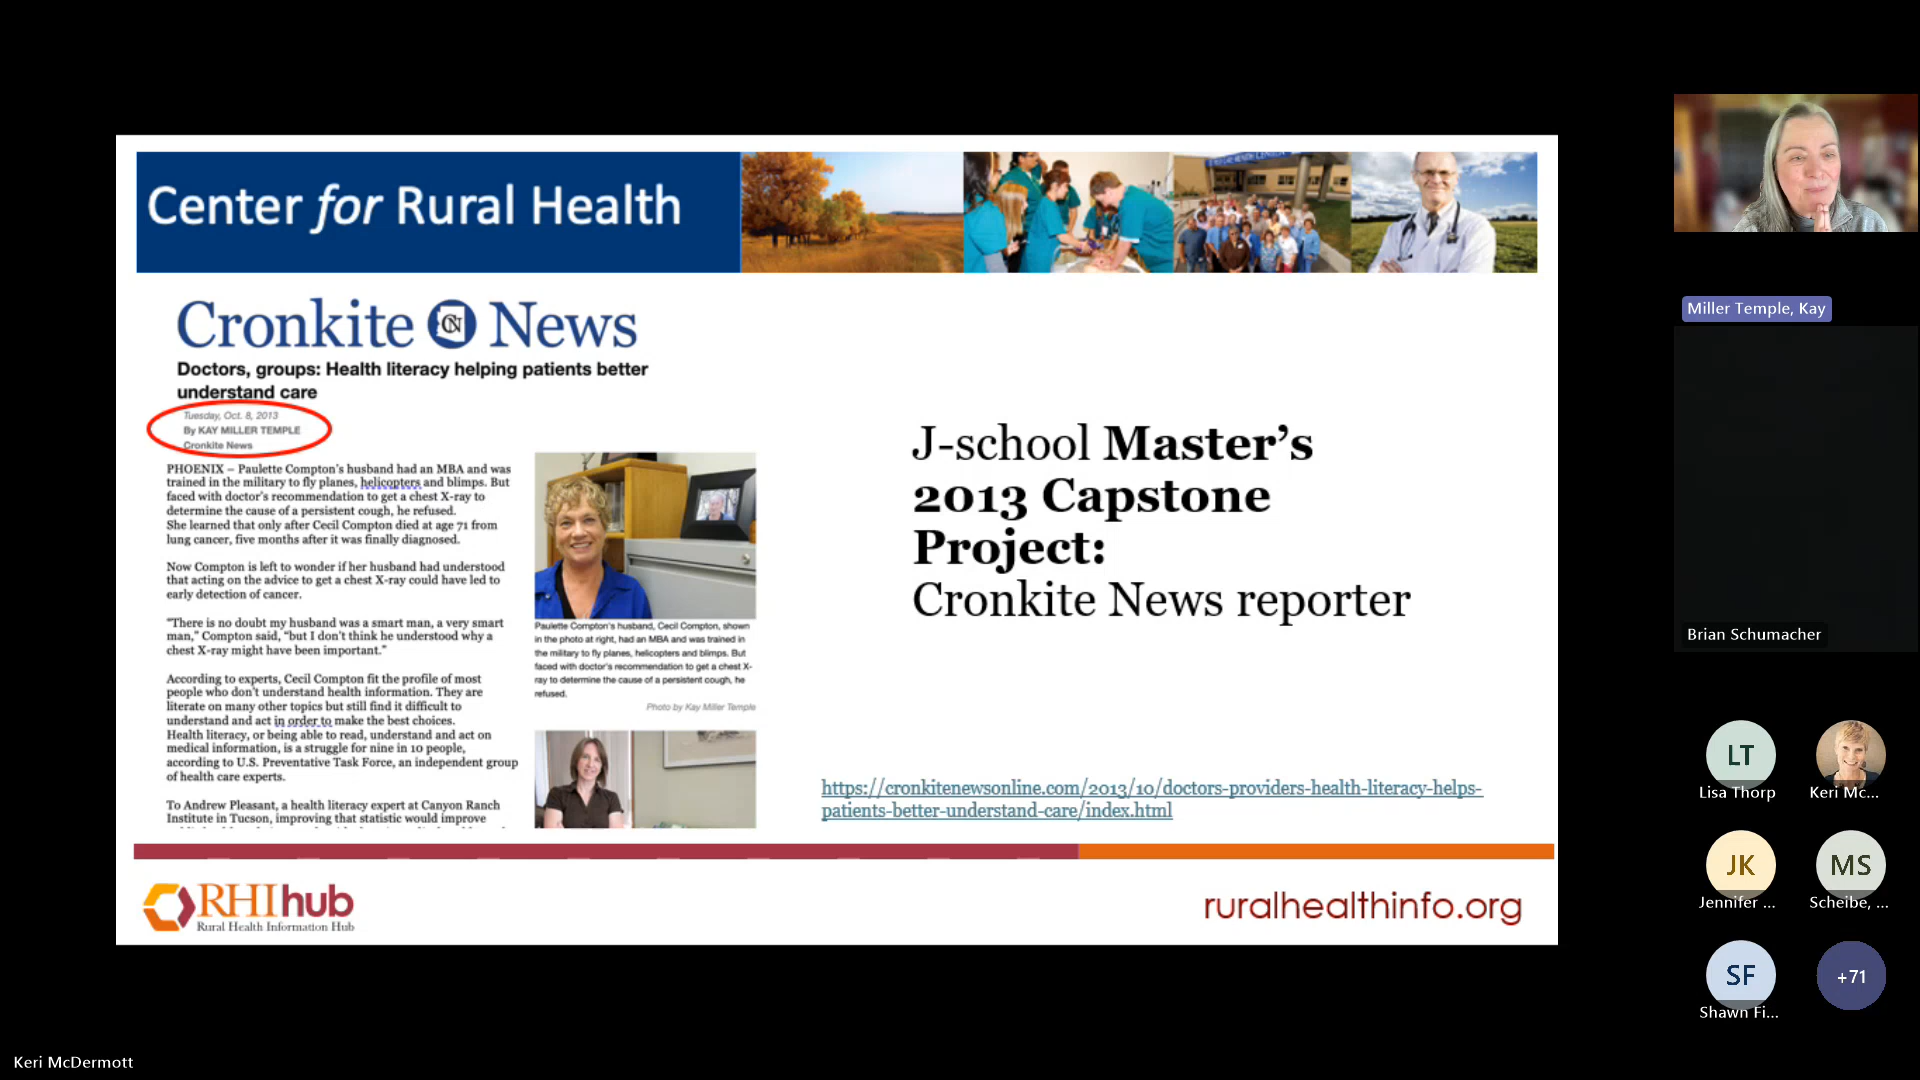 Center for Rural Health
Cronkite CN News
Doctors, groups: Health literacy helping patients better
understand care
Tuesday, Oct. 8, 2013
By KAY MILLER TEMPLE
Cronkite News
PHOENIX – Paulette Compton's husband had an MBA and was
trained in the military to fly planes, helicopters and blimps. But
faced with doctor's recommendation to get a chest X-ray to
determine the cause of a persistent cough, he refused.
She learned that only after Cecil Compton died at age 71 from
lung cancer, five months after it was finally diagnosed.
Now Compton is left to wonder if her husband had understood
that acting on the advice to get a chest X-ray could have led to
early detection of cancer.
"There is no doubt my husband was a smart man, a very smart
man," Compton said, "but I don't think he understood why a
chest X-ray might have been important."
According to experts, Cecil Compton fit the profile of most
people who don't understand health information. They are
literate on many other topics but still find it difficult to
understand and act in order to make the best choices.
Health literacy, or being able to read, understand and act on
medical information, is a struggle for nine in 10 people,
according to U.S. Preventative Task Force, an independent group
of health care experts.
To Andrew Pleasant, a health literacy expert at Canyon Ranch
Institute in Tucson, improving that statistic would improve
Paulette Compton's husband, Cecil Compton, shown
in the photo at right, had an MBA and was trained in
the military to fly planes, helicopters and blimps. But
faced with doctor's recommendation to get a chest X-
ray to determine the cause of a persistent cough, he
refused.
Photo by Kay Miller Temple
J-school Master's
2013 Capstone
Project:
Cronkite News reporter
https://cronkitenewsonline.com/2013/10/doctors-providers-health-literacy-helps-
patients-better-understand-care/index.html
RHIhub
Rural Health Information Hub
ruralhealthinfo.org
Miller Temple, Kay
Brian Schumacher
LT
Lisa Thorp
Keri Mc...
JK
Jennifer ...
MS
Scheibe, ...
SF
Shawn Fi...
+71
Keri McDermott